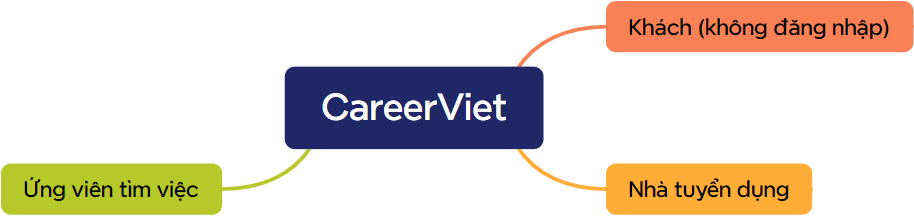 Khách (không đăng nhập)
CareerViet
Ứng viên tìm việc
Nhà tuyển dụng